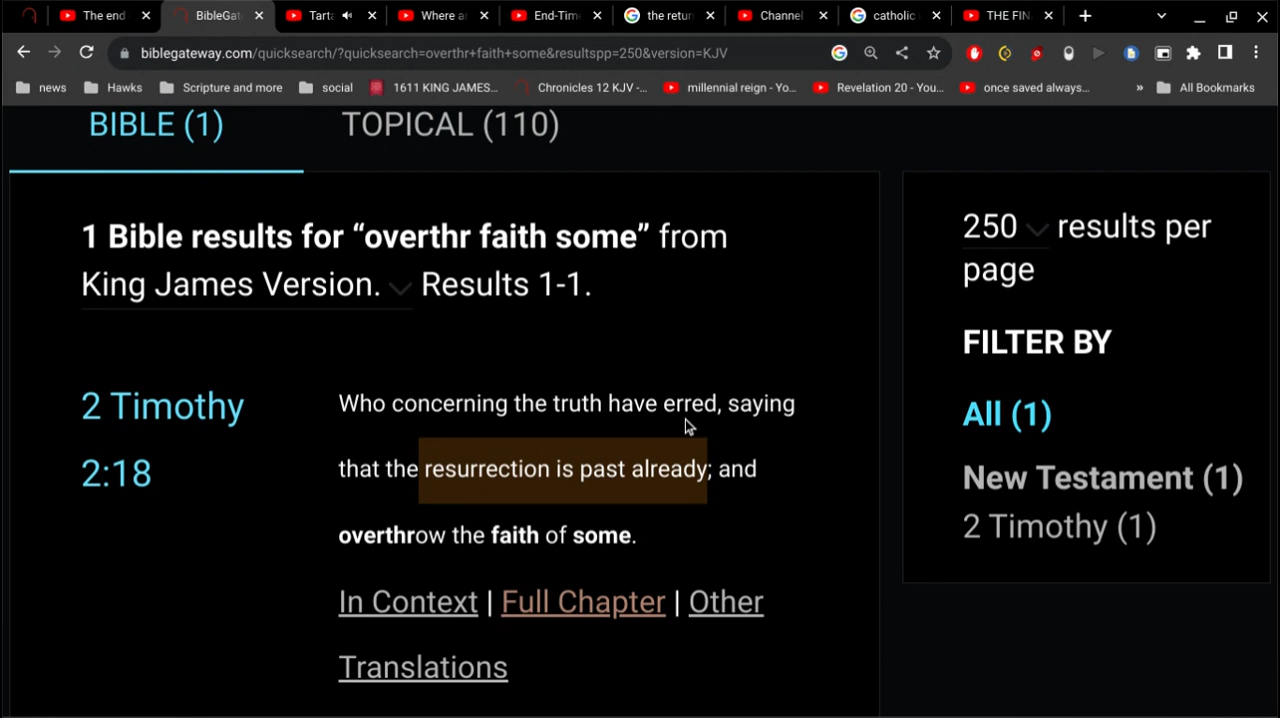 The end
BibleGat
Tarta
Where a
End-Tim
the retu
Channel
catholic
THE FIN
biblegateway.com/quicksearch/?quicksearch=overthr+faith+some&resultspp=250&version=KJV
news
Hawks
Scripture and more
social
1611 KING JAMES...
Chronicles 12 KJV -...
millennial reign - Yo...
Revelation 20 - You...
once saved always...
»
All Bookmarks
BIBLE (1)
TOPICAL (110)
1 Bible results for “overthr faith some” from
King James Version. Results 1-1.
2 Timothy
2:18
Who concerning the truth have erred, saying
that the resurrection is past already; and
overthrow the faith of some.
In Context | Full Chapter | Other
Translations
250 results per
page
FILTER BY
All (1)
New Testament (1)
2 Timothy (1)